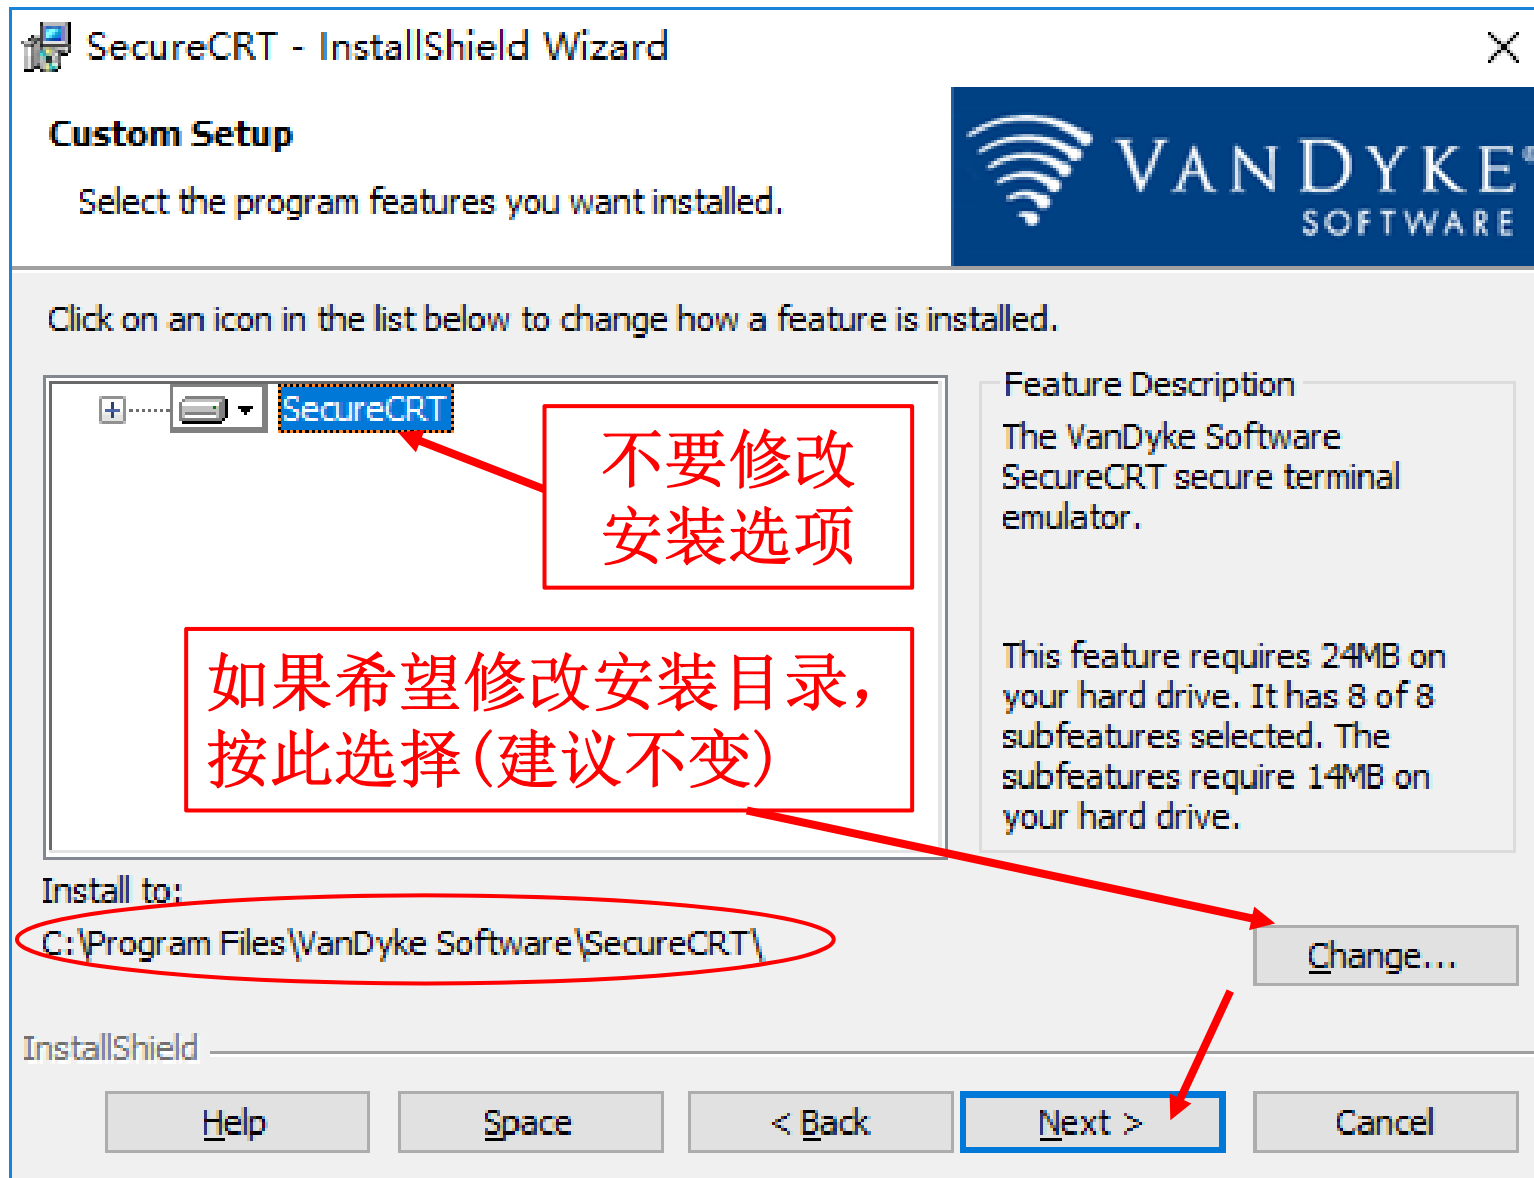 SecureCRT - InstallShield Wizard
Custom Setup
Select the program features you want installed.
VANDYKE®
SOFTWARE
Click on an icon in the list below to change how a feature is installed.
SecureCRT
不要修改
安装选项
如果希望修改安装目录，
按此选择(建议不变)
Feature Description
The VanDyke Software
SecureCRT secure terminal
emulator.
This feature requires 24MB on
your hard drive. It has 8 of 8
subfeatures selected. The
subfeatures require 14MB on
your hard drive.
Install to:
C:\Program Files\VanDyke Software\SecureCRT\
Change...
InstallShield
Help
Space
< Back
Next >
Cancel